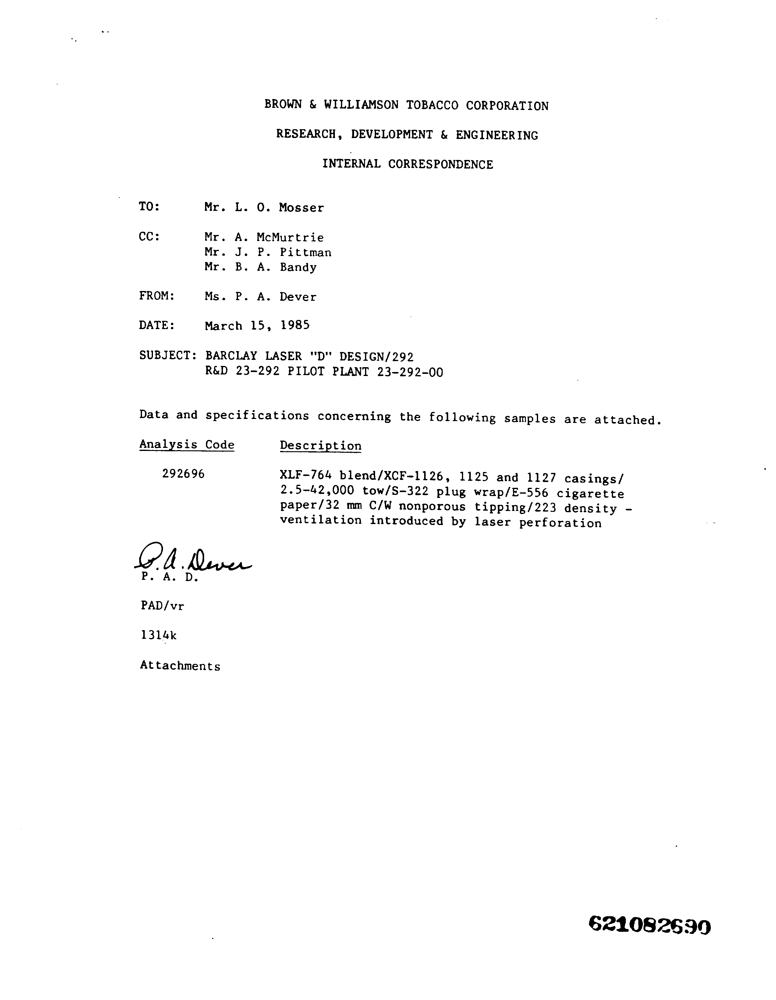 BROWN & WILLIAMSON TOBACCO CORPORATION
RESEARCH, DEVELOPMENT & ENGINEERING
INTERNAL CORRESPONDENCE
TO: Mr. L. O. Mosser
CC: Mr. A. McMurtrie
Mr. J. P. Pittman
Mr. B. A. Bandy
FROM: Ms. P. A. Dever
DATE: March 15, 1985
SUBJECT: BARCLAY LASER "D" DESIGN/292
R&D 23-292 PILOT PLANT 23-292-00
Data and specifications concerning the following samples are attached.
Analysis Code Description
292696 XLF-764 blend/XCF-1126, 1125 and 1127 casings/
2.5-42,000 tow/S-322 plug wrap/E-556 cigarette
paper/32 mm C/W nonporous tipping/223 density -
ventilation introduced by laser perforation
P.A. Dever
P. A. D.
PAD/vr
1314k
Attachments
621082690